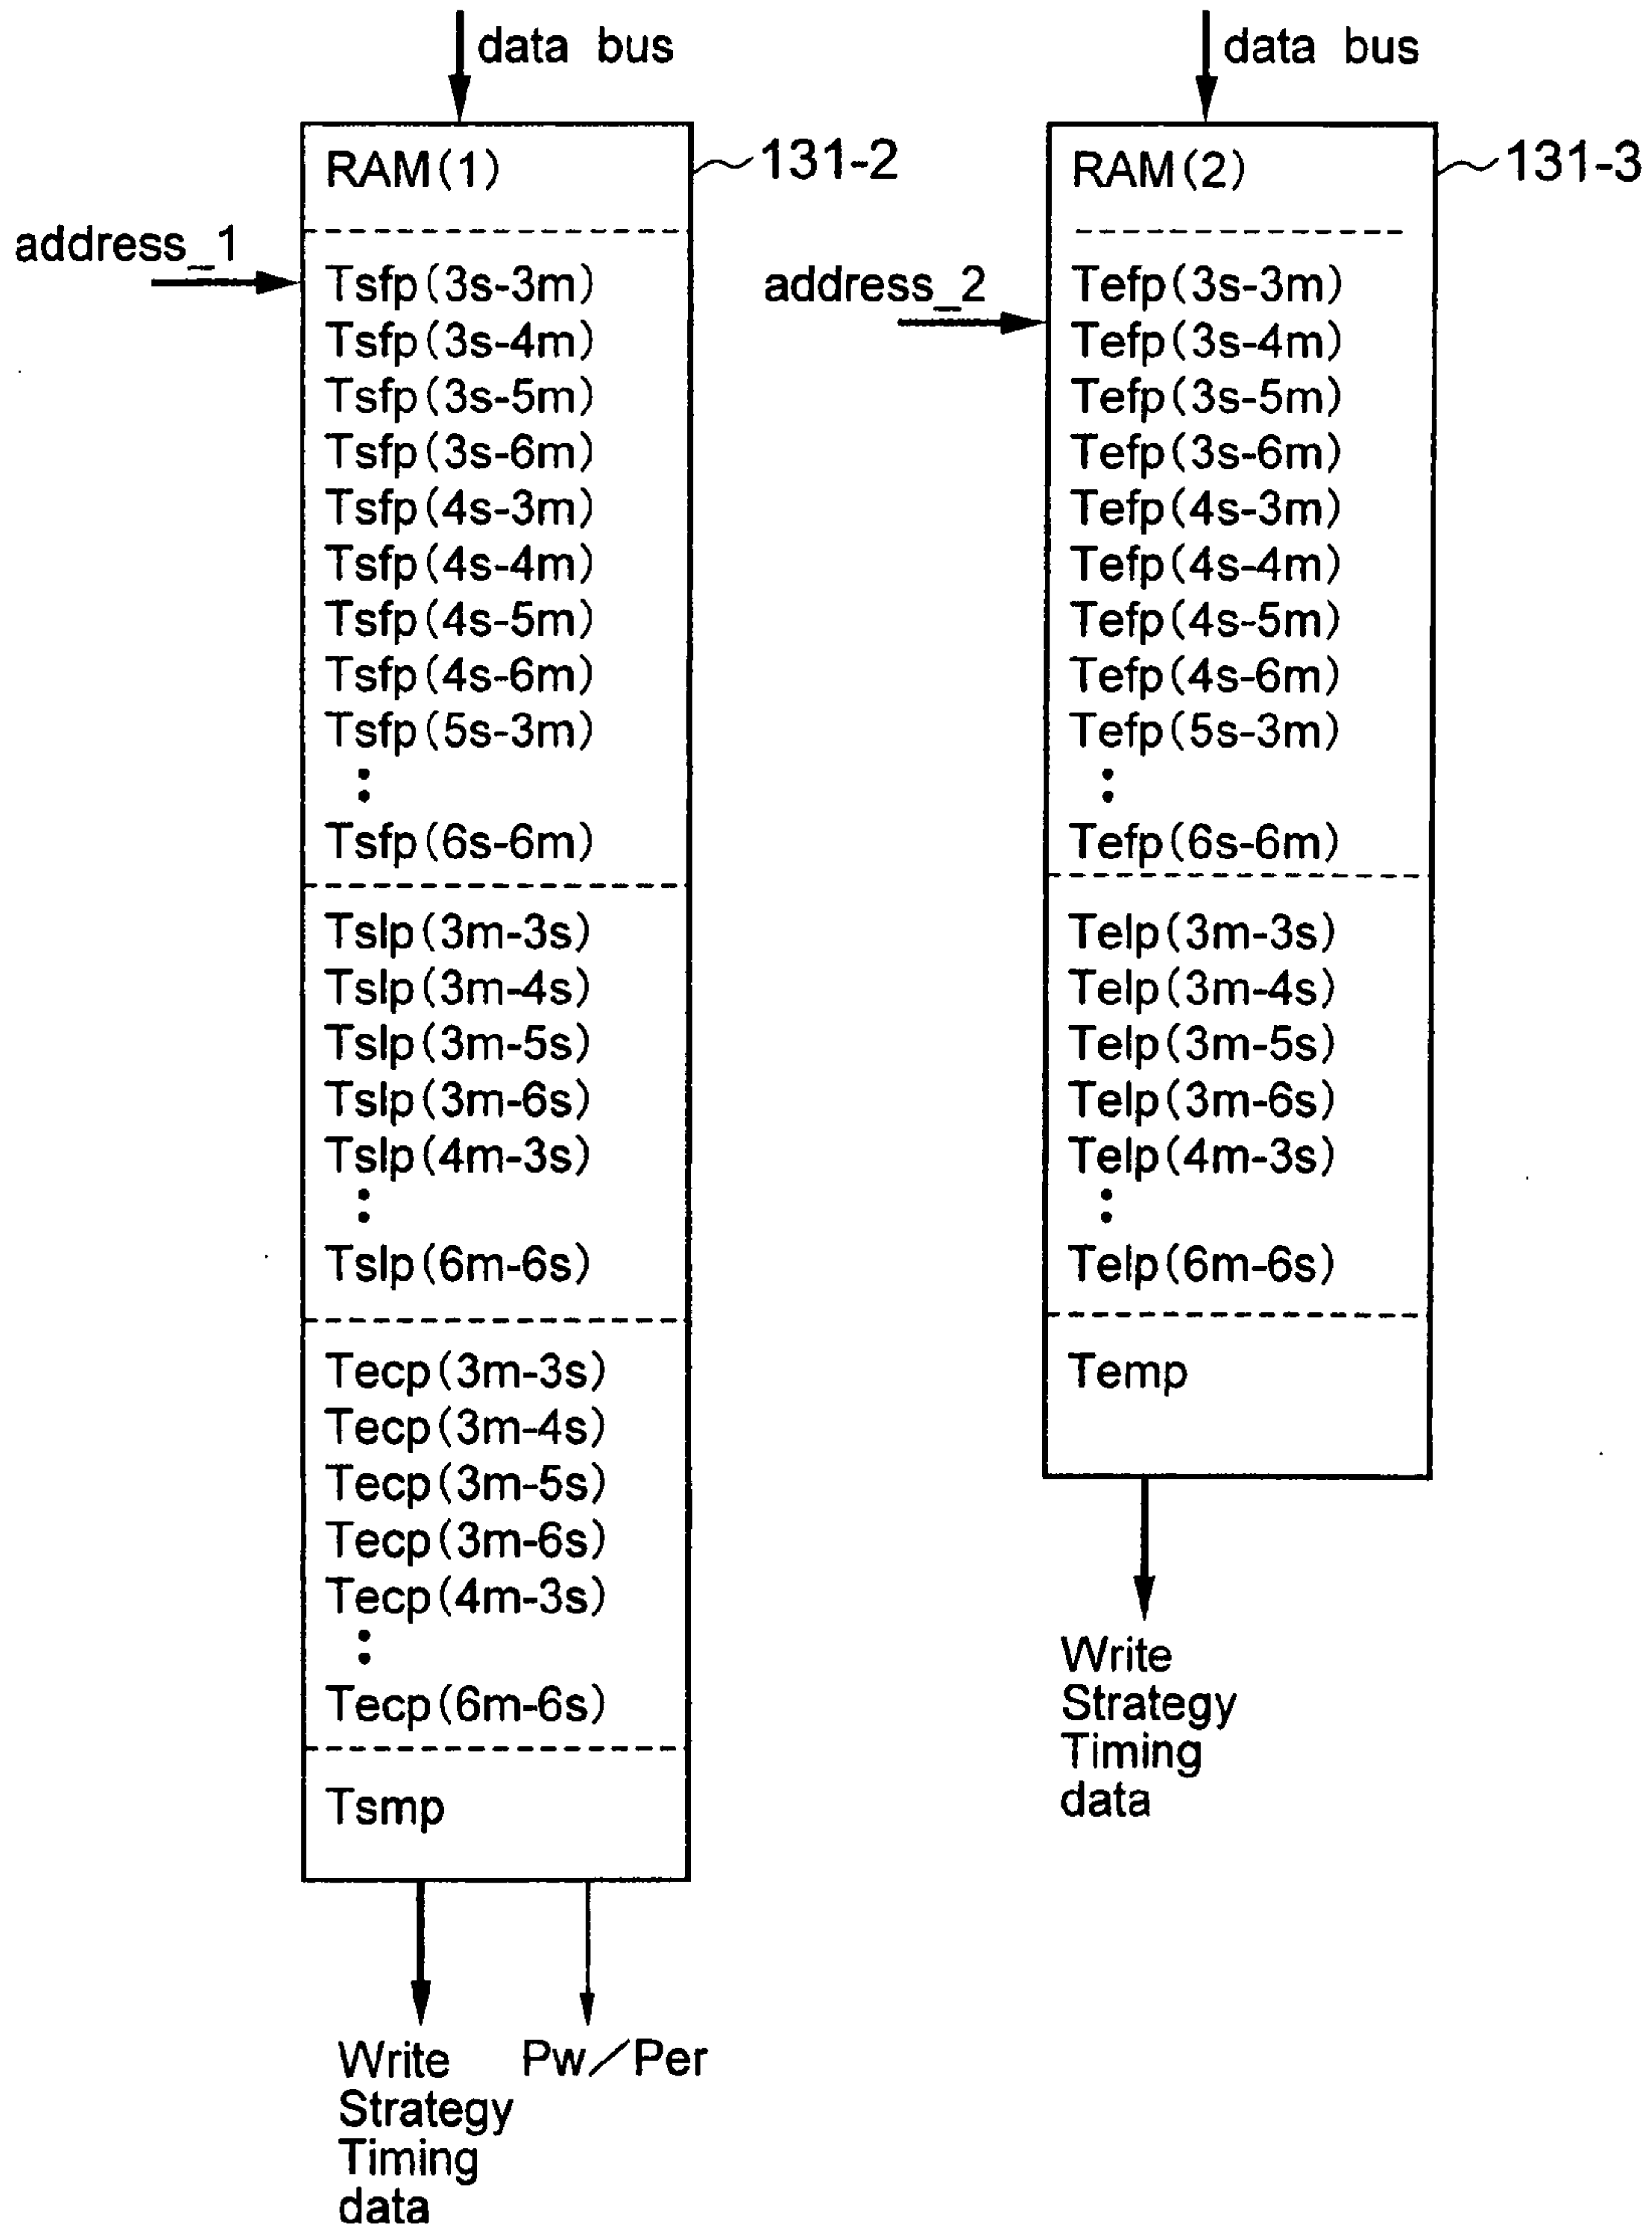 data bus
RAM(1)
131-2
address_1
Tsfp(3s-3m)
Tsfp(3s-4m)
Tsfp(3s-5m)
Tsfp(3s-6m)
Tsfp(4s-3m)
Tsfp(4s-4m)
Tsfp(4s-5m)
Tsfp(4s-6m)
Tsfp(5s-3m)
:
Tsfp(6s-6m)
Tslp(3m-3s)
Tslp(3m-4s)
Tslp(3m-5s)
Tslp(3m-6s)
Tslp(4m-3s)
:
Tslp(6m-6s)
Tecp(3m-3s)
Tecp(3m-4s)
Tecp(3m-5s)
Tecp(3m-6s)
Tecp(4m-3s)
:
Tecp(6m-6s)
Tsmp
Write
Strategy
Timing
data
Pw/Per
data bus
RAM(2)
131-3
address_2
Tefp(3s-3m)
Tefp(3s-4m)
Tefp(3s-5m)
Tefp(3s-6m)
Tefp(4s-3m)
Tefp(4s-4m)
Tefp(4s-5m)
Tefp(4s-6m)
Tefp(5s-3m)
:
Tefp(6s-6m)
Telp(3m-3s)
Telp(3m-4s)
Telp(3m-5s)
Telp(3m-6s)
Telp(4m-3s)
:
Telp(6m-6s)
Temp
Write
Strategy
Timing
data